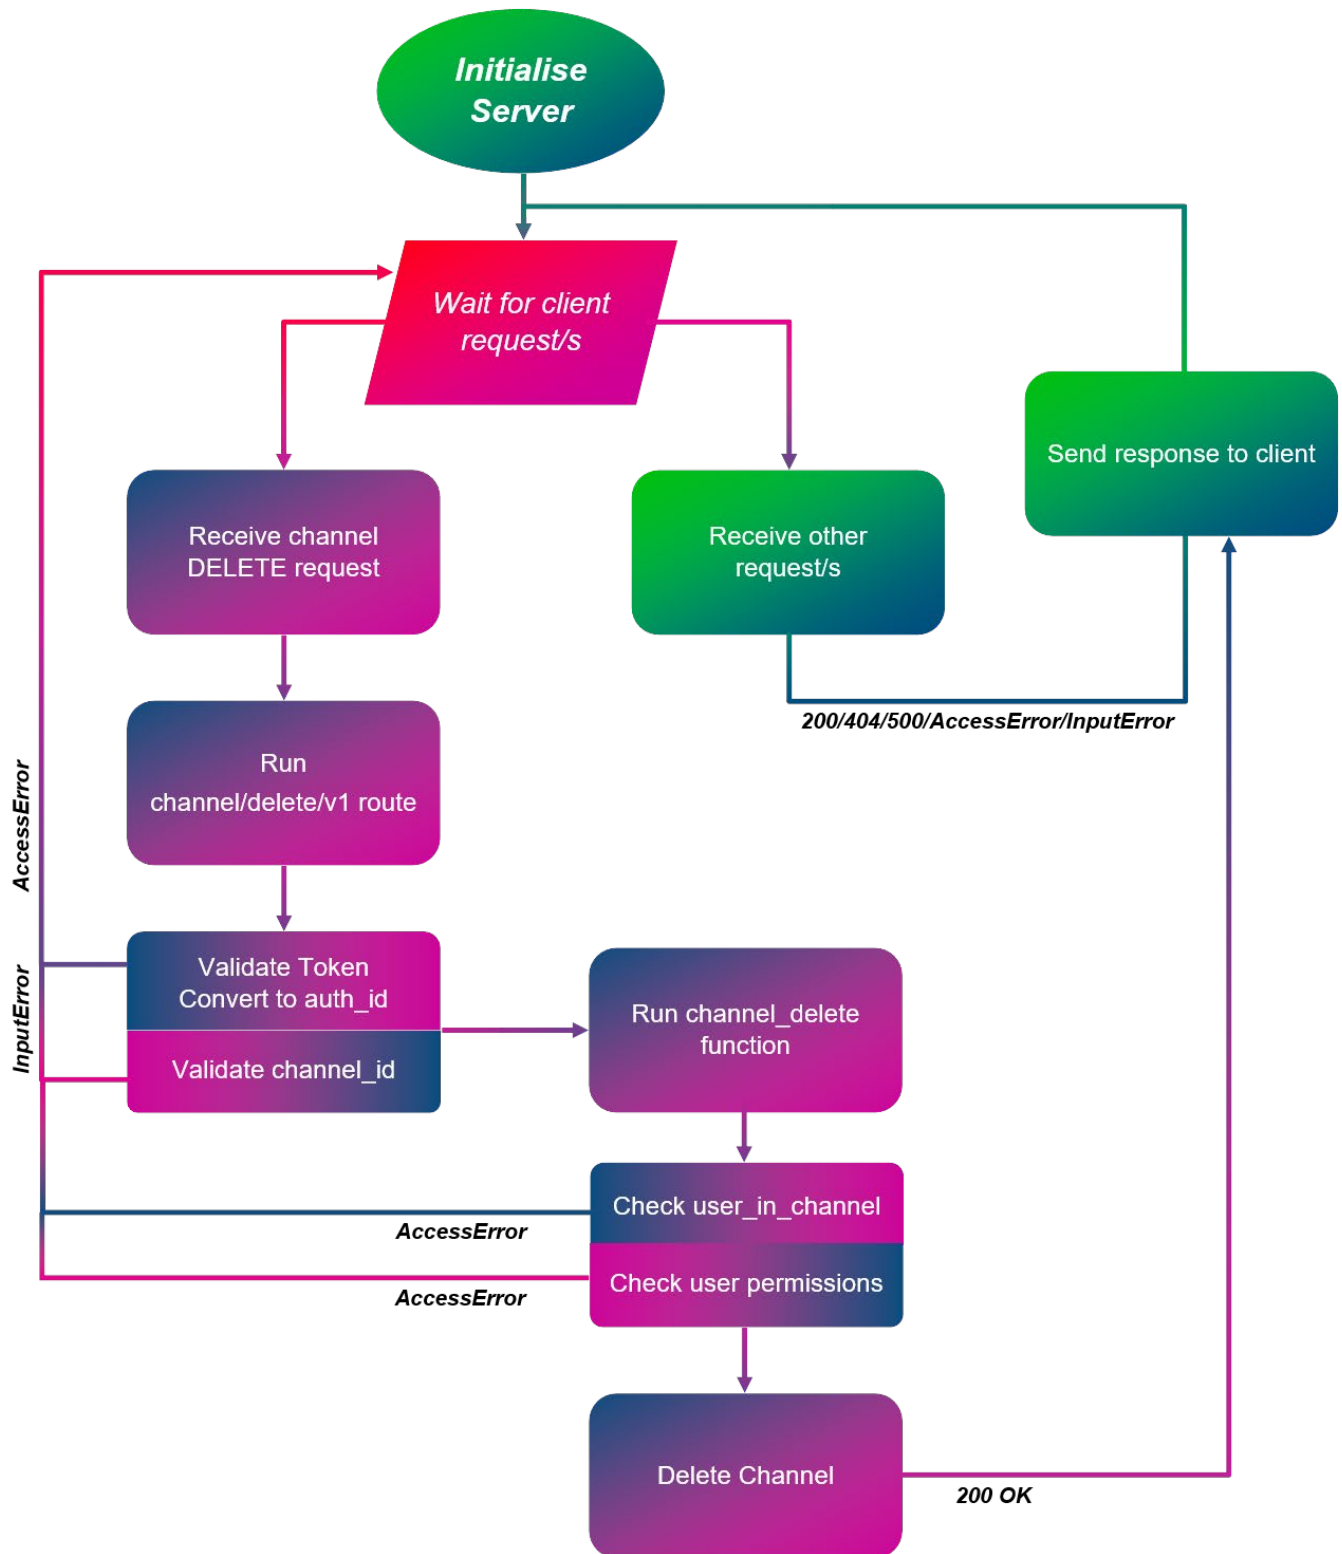 Initialise
Server
Wait for client
request/s
Send response to client
Receive channel
DELETE request
Receive other
request/s
200/404/500/AccessError/InputError
Run
channel/delete/v1 route
AccessError
InputError
Validate Token
Convert to auth_id
Validate channel_id
Run channel_delete
function
Check user_in_channel
AccessError
Check user permissions
AccessError
Delete Channel
200 OK